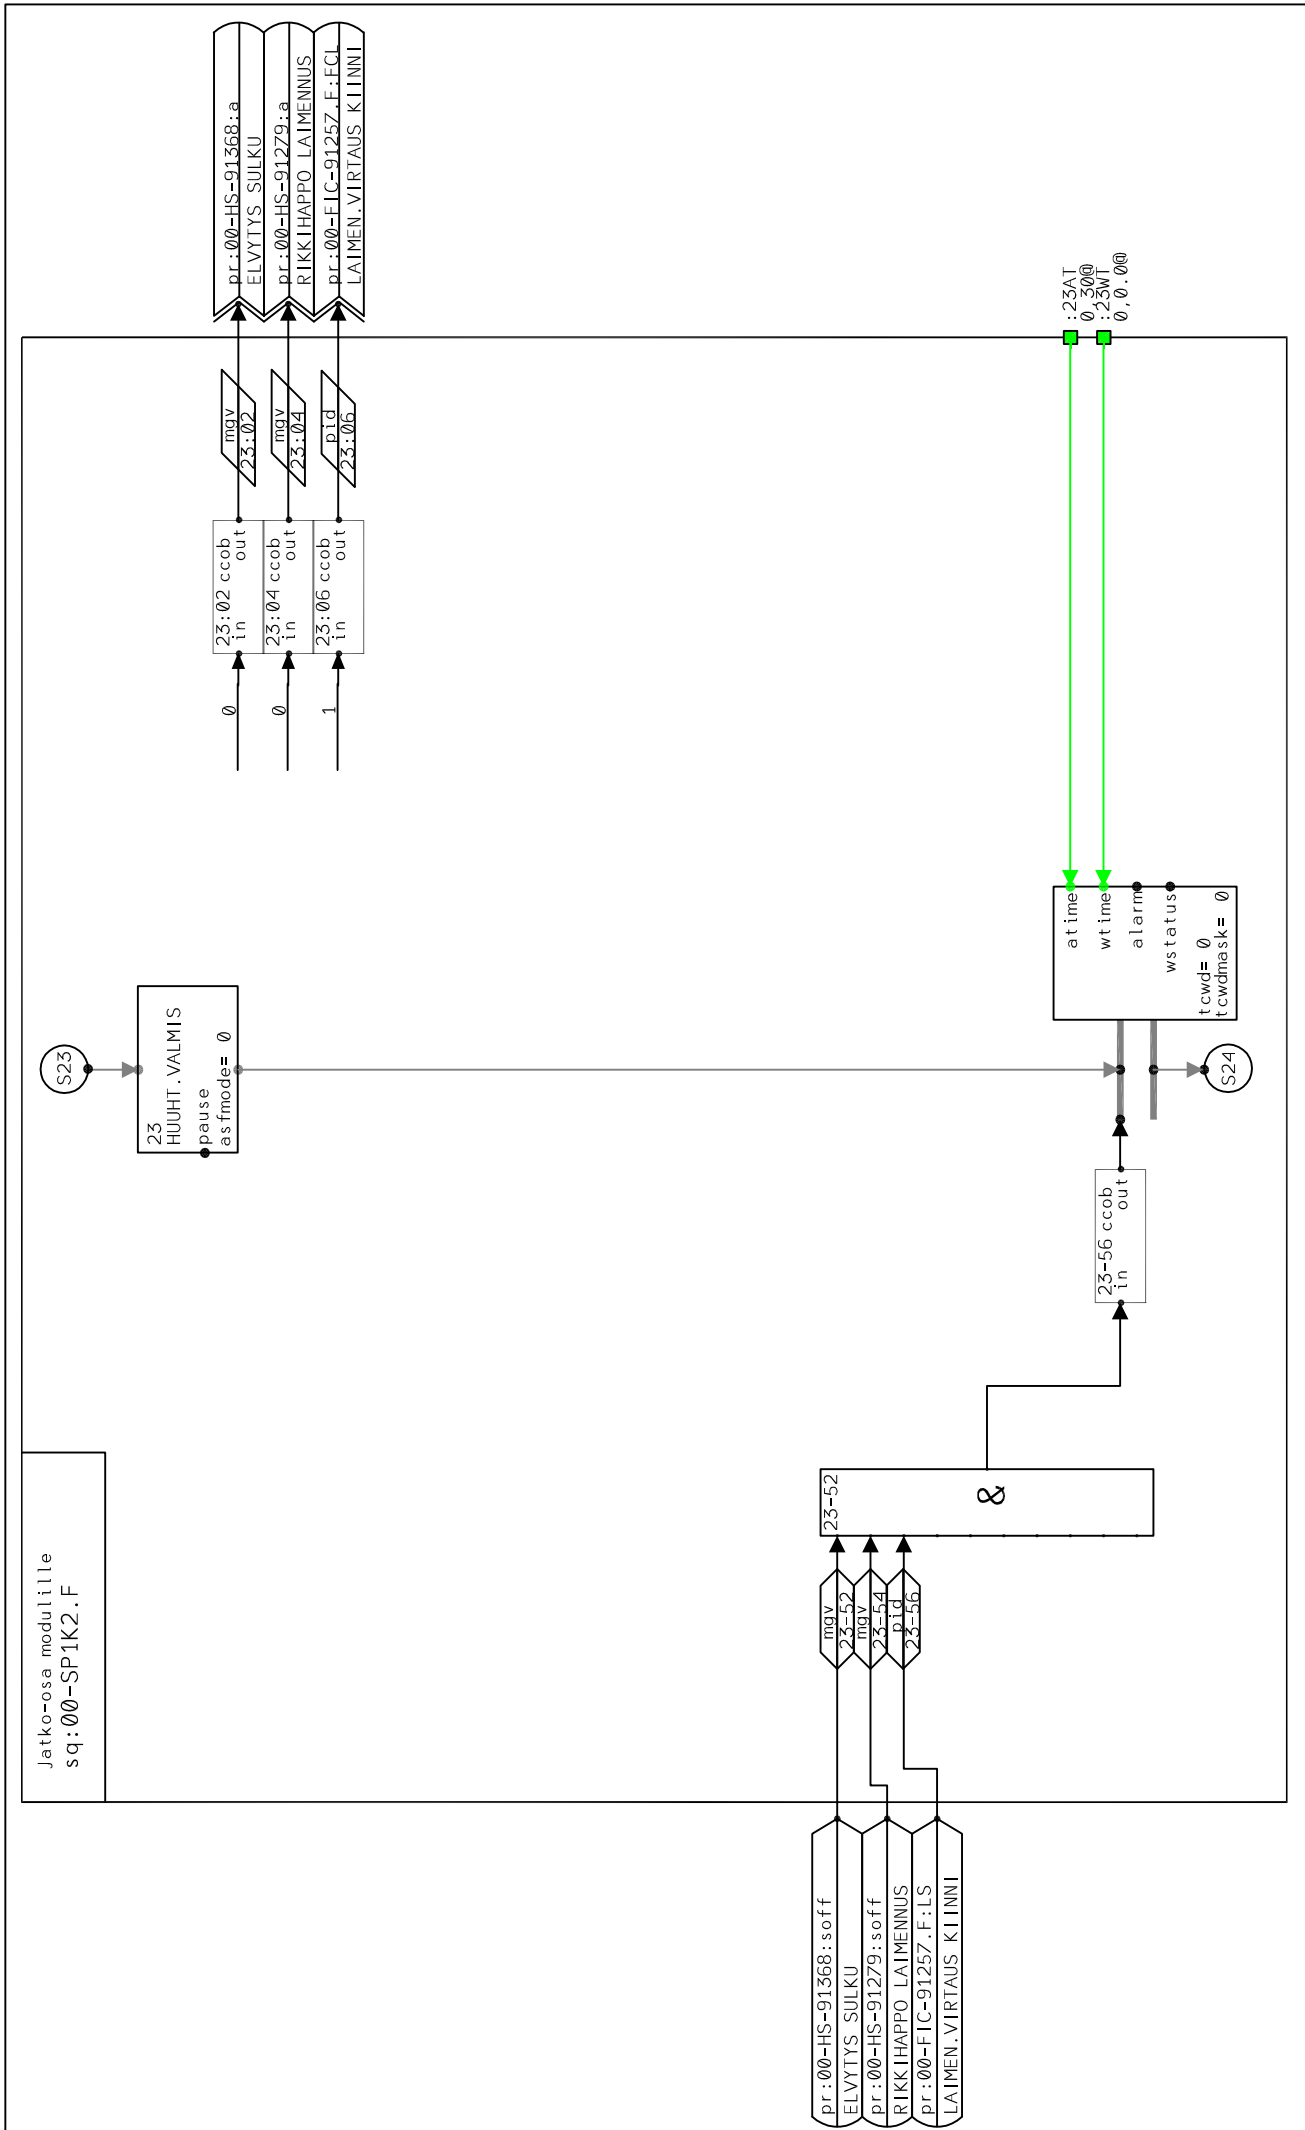 Jatko-osa modulille
sq:00-SP1K2.F
S23
23
HUUHT.VALMIS
pause
asfmode= 0
0
23:02 ccob
in
out
mgv
23:02
pr:00-HS-91368:a
ELVYTYS SULKU
0
23:04 ccob
in
out
mgv
23:04
pr:00-HS-91279:a
RIKKIHAPPO LAIMENNUS
1
23:06 ccob
in
out
pid
23:06
pr:00-FIC-91257.F:FCL
LAIMEN.VIRTAUS KIINNI
pr:00-HS-91368:soff
ELVYTYS SULKU
mgv
23-52
pr:00-HS-91279:soff
RIKKIHAPPO LAIMENNUS
mgv
23-54
pr:00-FIC-91257.F:LS
LAIMEN.VIRTAUS KIINNI
pid
23-56
23-52
&
23-56 ccob
in
out
atime
wtime
alarm
wstatus
tcwd= 0
tcwdmask= 0
:23AT
0,30@
:23WT
0,0.0@
S24